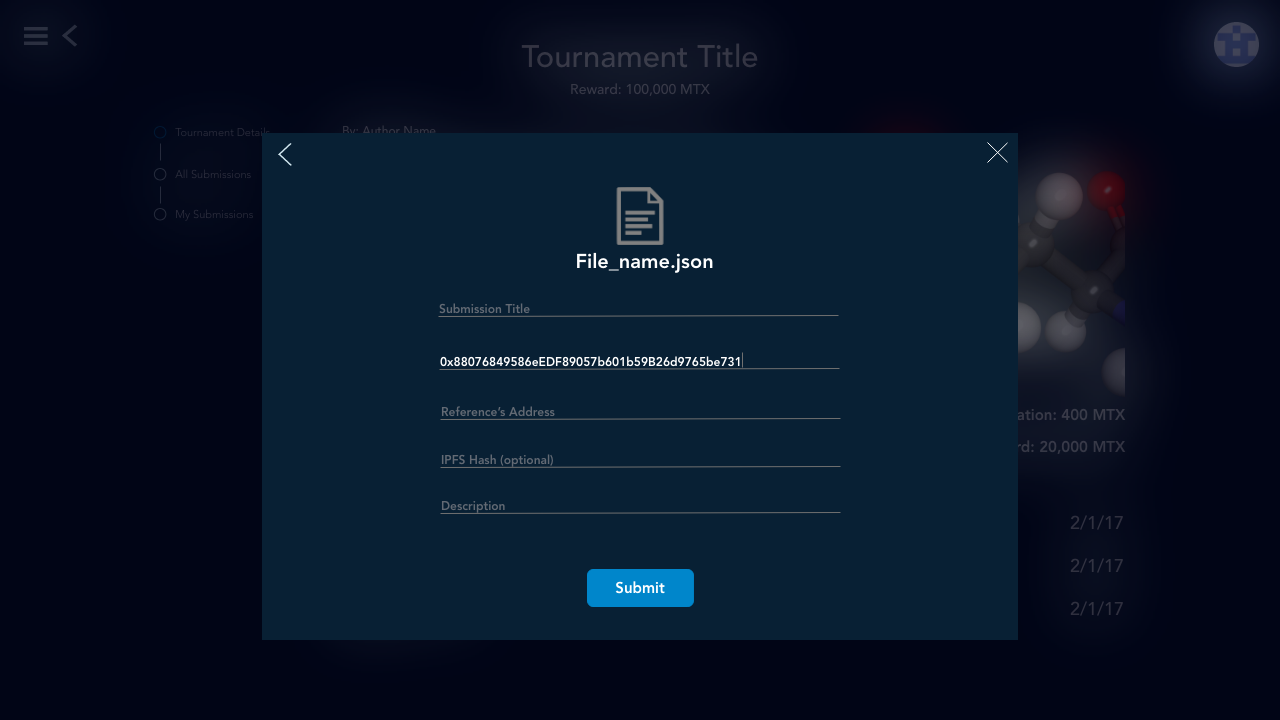 Tournament Title
Reward: 100,000 MTX
Tournament Details
By: Author Name
All Submissions
My Submissions
File_name.json
Submission Title
0x88076849586eEDF89057b601b59B26d9765be731
Reference's Address
IPFS Hash (optional)
Description
Submit
400 MTX
20,000 MTX
2/1/17
2/1/17
2/1/17